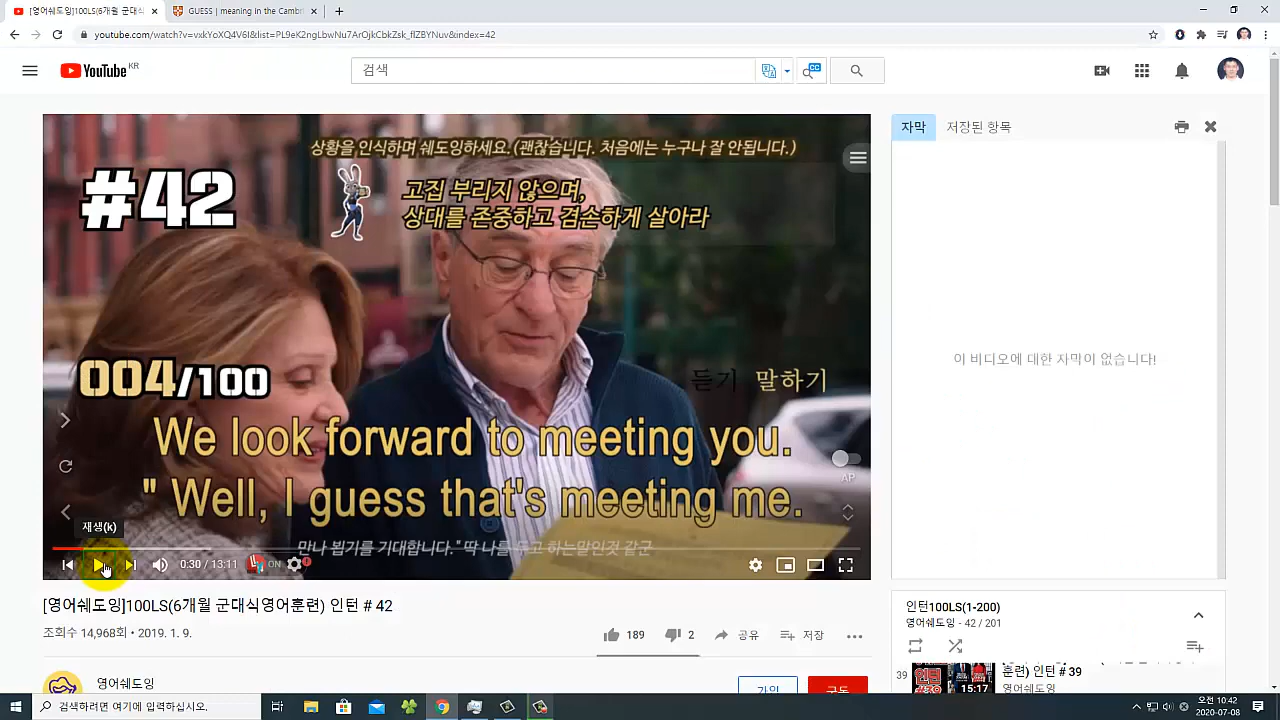 [영어쉐도잉]100LS(6개월 군대식
GUESS | meaning in the Cambri
youtube.com/watch?v=vxkYoXQ4V6I&list=PL9eK2ngLbwNu7ArOjkCbkZsk_flZBYNuv&index=42
YouTube KR
검색
CC
자막
저장된 항목
상황을 인식하며 쉐도잉하세요. (괜찮습니다. 처음에는 누구나 잘 안됩니다.)
#42
고집 부리지 않으며,
상대를 존중하고 겸손하게 살아라
이 비디오에 대한 자막이 없습니다!
004/100
듣기 말하기
We look forward to meeting you.
" Well, I guess that's meeting me.
AP
재생(k)
만나 뵙기를 기대합니다." 딱 나를 두고 하는말인것 같군
0:30 / 13:11
ON
[영어쉐도잉]100LS(6개월 군대식영어훈련) 인턴 # 42
조회수 14,968회 • 2019. 1. 9.
189
2
공유
저장
인턴100LS(1-200)
영어쉐도잉 - 42 / 201
39
인턴
#39
15:17
훈련) 인턴 # 39
영어쉐도잉
영어쉐도잉
가입
구독
검색하려면 여기에 입력하십시오.
오전 10:42
2020-07-08